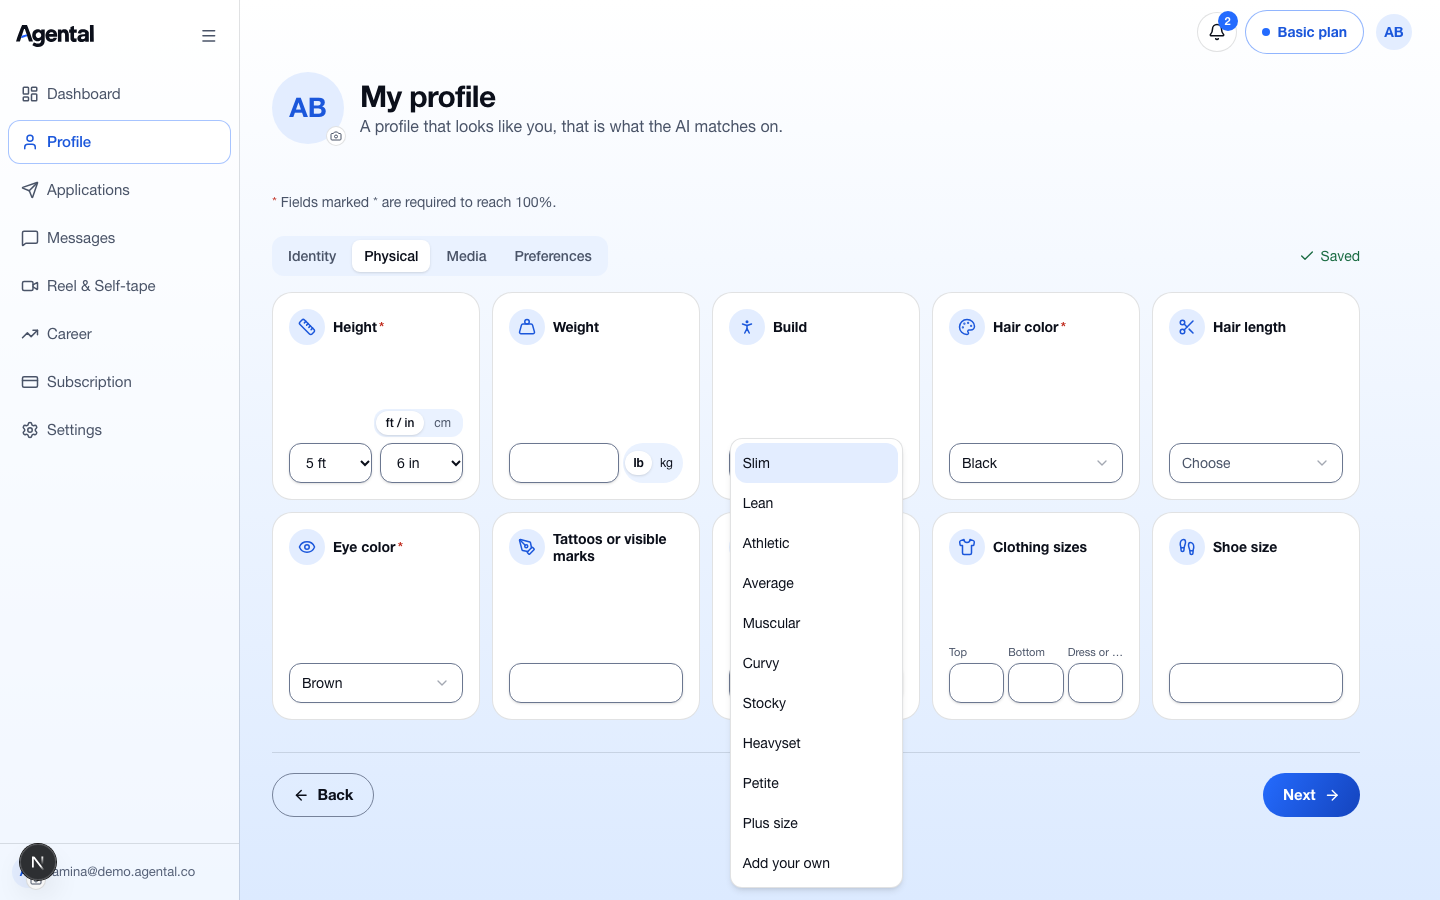 Agental
2
Basic plan
AB
Dashboard
Profile
Applications
Messages
Reel & Self-tape
Career
Subscription
Settings
AB
My profile
A profile that looks like you, that is what the AI matches on.
* Fields marked * are required to reach 100%.
Identity
Physical
Media
Preferences
Saved
Height*
ft / in
cm
5 ft
6 in
Weight
lb
kg
Build
Hair color*
Black
Hair length
Choose
Slim
Lean
Athletic
Average
Muscular
Curvy
Stocky
Heavyset
Petite
Plus size
Add your own
Eye color*
Brown
Tattoos or visible
marks
Clothing sizes
Top
Bottom
Dress or ...
Shoe size
Back
Next
N
amina@demo.agental.co